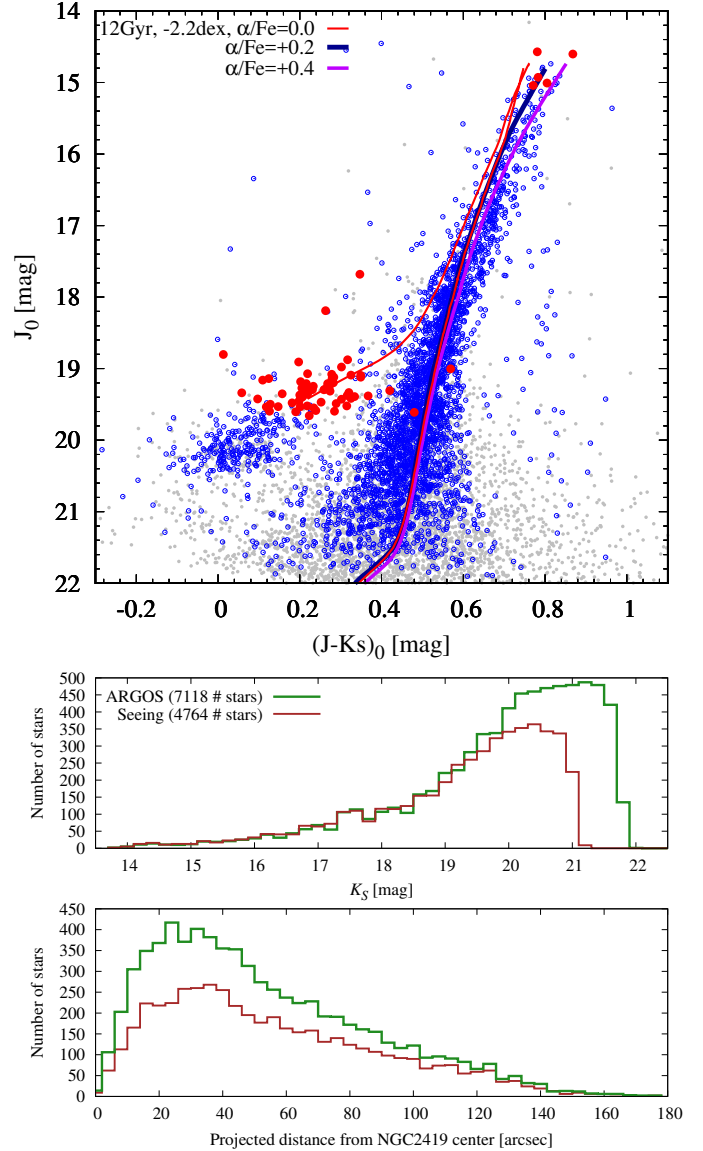 12Gyr, -2.2dex, α/Fe=0.0
α/Fe=+0.2
α/Fe=+0.4
14
15
16
17
18
19
20
21
22
J0 [mag]
-0.2 0 0.2 0.4 0.6 0.8 1
(J-Ks)0 [mag]
500
450
400
350
300
250
200
150
100
50
0
Number of stars
ARGOS (7118 # stars)
Seeing (4764 # stars)
14 15 16 17 18 19 20 21 22
KS [mag]
450
400
350
300
250
200
150
100
50
0
Number of stars
0 20 40 60 80 100 120 140 160 180
Projected distance from NGC2419 center [arcsec]